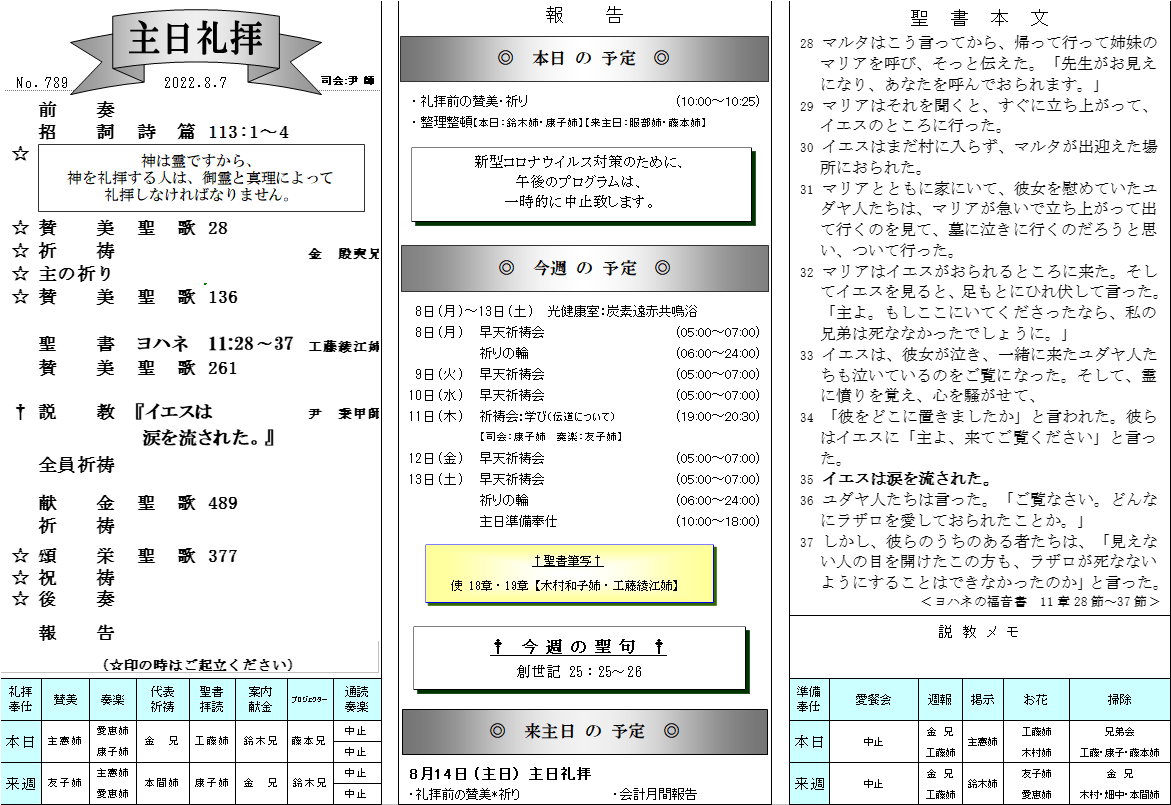 主日礼拝
No. 789 2022.8.7 司会:尹 師
前 奏
招 詞 詩 篇 113:1~4
☆ 神は霊ですから、
神を礼拝する人は、御霊と真理によって
礼拝しなければなりません。
☆ 賛 美 聖 歌 28
☆ 祈 祷 金 殷実兄
☆ 主の祈り
☆ 賛 美 聖 歌 136
聖 書 ヨハネ 11:28~37 工藤綾江姉
賛 美 聖 歌 261
† 説 教 『イエスは 尹 秉甲師
涙を流された。』
全員祈祷
献 金 聖 歌 489
祈 祷
☆ 頌 栄 聖 歌 377
☆ 祝 祷
☆ 後 奏
報 告
(☆印の時はご起立ください)
礼拝奉仕 賛美 奏楽 代表祈祷 聖書拝読 案内献金 プロジェクター 通読奏楽
本日 主憲姉 愛恵姉 康子姉 金 兄 工藤姉 鈴木兄 藤本兄 中止 中止
来週 友子姉 主憲姉 愛恵姉 本間姉 康子姉 金 兄 鈴木兄 中止 中止
報 告
◎ 本日 の 予定 ◎
・礼拝前の賛美・祈り (10:00~10:25)
・整理整頓【本日:鈴木姉・康子姉】【来主日:服部姉・藤本姉】
新型コロナウイルス対策のために、
午後のプログラムは、
一時的に中止致します。
◎ 今週 の 予定 ◎
8日(月)~13日(土) 光健康室:炭素遠赤共鳴浴
8日(月) 早天祈祷会 (05:00~07:00)
祈りの輪 (06:00~24:00)
9日(火) 早天祈祷会 (05:00~07:00)
10日(水) 早天祈祷会 (05:00~07:00)
11日(木) 祈祷会:学び(伝道について) (19:00~20:30)
【司会:康子姉 奏楽:友子姉】
12日(金) 早天祈祷会 (05:00~07:00)
13日(土) 早天祈祷会 (05:00~07:00)
祈りの輪 (06:00~24:00)
主日準備奉仕 (10:00~18:00)
†聖書筆写†
使 18章・19章【木村和子姉・工藤綾江姉】
† 今 週 の 聖 句 †
創世記 25:25~26
◎ 来主日 の 予定 ◎
8月14日(主日) 主日礼拝
・礼拝前の賛美*祈り ・会計月間報告
聖 書 本 文
28 マルタはこう言ってから、帰って行って姉妹の
マリアを呼び、そっと伝えた。「先生がお見え
になり、あなたを呼んでおられます。」
29 マリアはそれを聞くと、すぐに立ち上がって、
イエスのところに行った。
30 イエスはまだ村に入らず、マルタが出迎えた場
所におられた。
31 マリアとともに家にいて、彼女を慰めていたユ
ダヤ人たちは、マリアが急いで立ち上がって出
て行くのを見て、墓に泣きに行くのだろうと思
い、ついて行った。
32 マリアはイエスがおられるところに来た。そし
てイエスを見ると、足もとにひれ伏して言った。
「主よ。もしここにいてくださったなら、私の
兄弟は死ななかったでしょうに。」
33 イエスは、彼女が泣き、一緒に来たユダヤ人た
ちも泣いているのをご覧になった。そして、霊
に憤りを覚え、心を騒がせて、
34 「彼をどこに置きましたか」と言われた。彼ら
はイエスに「主よ、来てご覧ください」と言っ
た。
35 イエスは涙を流された。
36 ユダヤ人たちは言った。「ご覧なさい。どんな
にラザロを愛しておられたことか。」
37 しかし、彼らのうちのある者たちは、「見えな
い人の目を開けたこの方も、ラザロが死なない
ようにすることはできなかったのか」と言った。
<ヨハネの福音書 11章28節~37節>
説 教 メ モ
準備奉仕 愛餐会 週報 掲示 お花 掃除
本日 中止 金 兄 工藤姉 主憲姉 工藤姉 木村姉 兄弟会 工藤・康子・藤本姉
来週 中止 金 兄 工藤姉 鈴木姉 友子姉 愛恵姉 金 兄 木村・畑中・本間姉